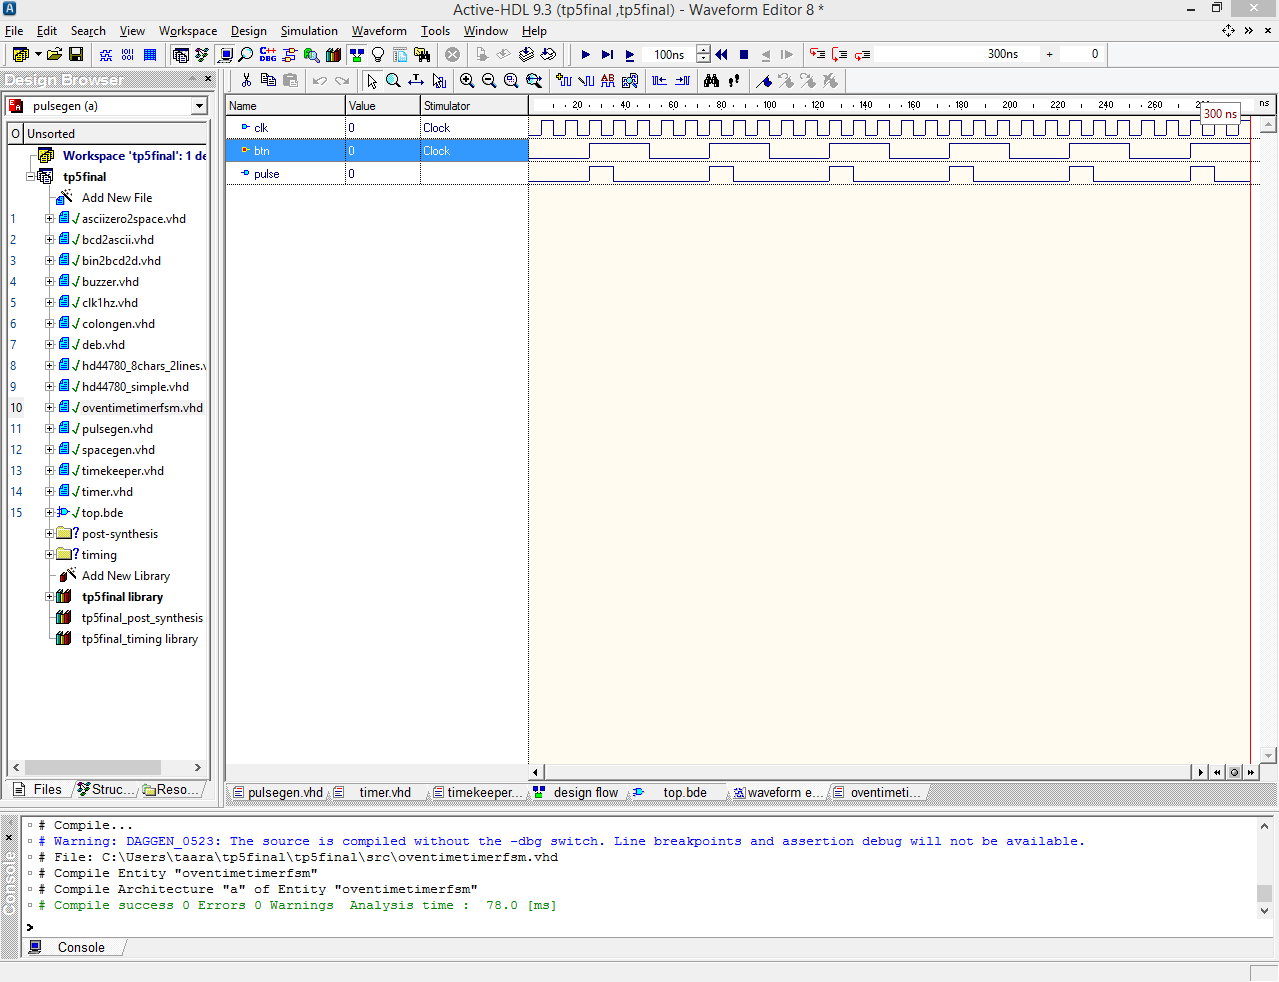 Active-HDL 9.3 (tp5final ,tp5final) - Waveform Editor 8 *
File Edit Search View Workspace Design Simulation Waveform Tools Window Help
100ns 300ns + 0
Design Browser
pulsegen (a)
O Unsorted
Workspace 'tp5final': 1 de
tp5final
Add New File
1 asciizero2space.vhd
2 bcd2ascii.vhd
3 bin2bcd2d.vhd
4 buzzer.vhd
5 clk1hz.vhd
6 colongen.vhd
7 deb.vhd
8 hd44780_8chars_2lines.v
9 hd44780_simple.vhd
10 oventimetimerfsm.vhd
11 pulsegen.vhd
12 spacegen.vhd
13 timekeeper.vhd
14 timer.vhd
15 top.bde
post-synthesis
timing
Add New Library
tp5final library
tp5final_post_synthesis
tp5final_timing library
Files Struc... Reso...
Name Value Stimulator 20 40 60 80 100 120 140 160 180 200 220 240 260 ns
300 ns
clk 0 Clock
btn 0 Clock
pulse 0
pulsegen.vhd timer.vhd timekeeper... design flow top.bde waveform e... oventimeti...
Console
# Compile...
# Warning: DAGGEN_0523: The source is compiled without the -dbg switch. Line breakpoints and assertion debug will not be available.
# File: C:\Users\taara\tp5final\tp5final\src\oventimetimerfsm.vhd
# Compile Entity "oventimetimerfsm"
# Compile Architecture "a" of Entity "oventimetimerfsm"
# Compile success 0 Errors 0 Warnings Analysis time : 78.0 [ms]
>
Console